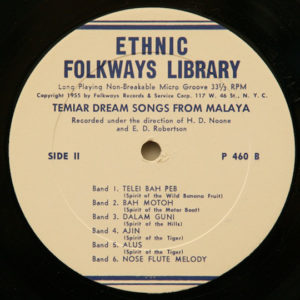 ETHNIC
FOLKWAYS LIBRARY
Long Playing Non-Breakable Micro Groove 33⅓ RPM
Copyright 1955 by Folkways Records & Service Corp. 117 W. 46 St., N. Y. C.
TEMIAR DREAM SONGS FROM MALAYA
Recorded under the direction of H. D. Noone
and E. D. Robertson
SIDE II P 460 B
Band 1. TELEI BAH PEB
(Spirit of the Wild Banana Fruit)
Band 2. BAH MOTOH
(Spirit of the Motor Boat)
Band 3. DALAM GUNI
(Spirit of the Hills)
Band 4. AJIN
(Spirit of the Tiger)
Band 5. ALUS
(Spirit of the Tiger)
Band 6. NOSE FLUTE MELODY